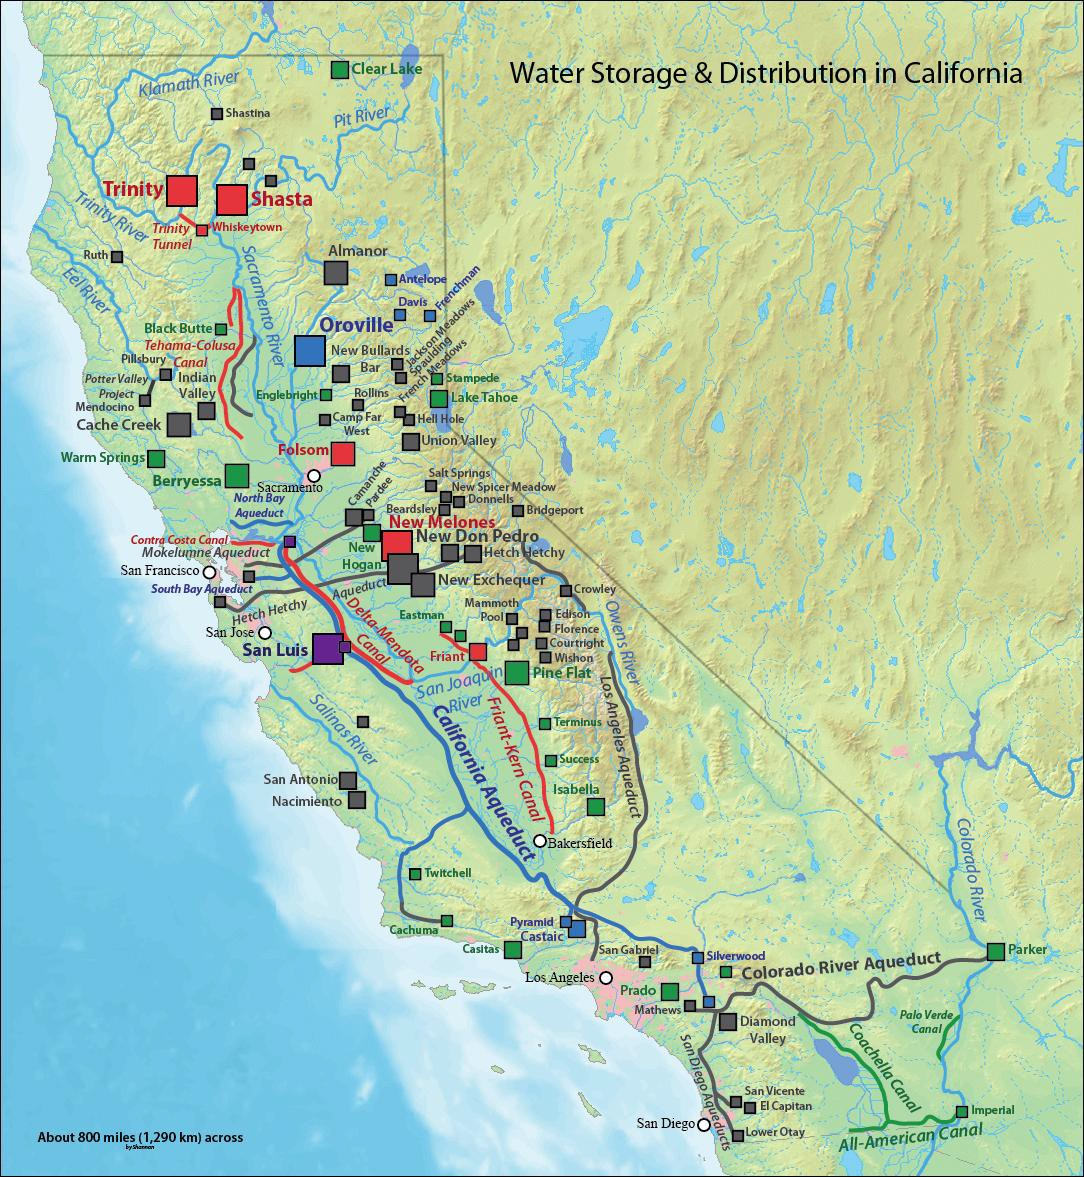 Water Storage & Distribution in California
Clear Lake
Klamath River
Shastina
Pit River
Trinity
Shasta
Trinity River
Trinity
Tunnel
Whiskeytown
Ruth
Sacramento River
Almanor
Eel River
Antelope
Davis
Frenchman
Oroville
Black Butte
Tehama-Colusa
Canal
Jackson Meadows
Spaulding
French Meadows
New Bullards
Bar
Pillsbury
Potter Valley
Project
Indian
Valley
Stampede
Mendocino
Englebright
Rollins
Lake Tahoe
Cache Creek
Camp Far
West
Hell Hole
Union Valley
Folsom
Warm Springs
Berryessa
Sacramento
Camanche
Pardee
Salt Springs
New Spicer Meadow
Donnells
Beardsley
Bridgeport
North Bay
Aqueduct
New Melones
New Don Pedro
Contra Costa Canal
Mokelumne Aqueduct
New
Hogan
Hetch Hetchy
San Francisco
New Exchequer
South Bay Aqueduct
Hetch Hetchy
Aqueduct
Crowley
Mammoth
Pool
Edison
Florence
Courtright
Wishon
Owens River
Eastman
Delta-Mendota
Canal
San Jose
San Luis
Friant
Pine Flat
San Joaquin
River
Los Angeles Aqueduct
Salinas River
California Aqueduct
Friant-Kern Canal
Terminus
Success
San Antonio
Nacimiento
Isabella
Bakersfield
Colorado River
Twitchell
Cachuma
Pyramid
Castaic
Casitas
San Gabriel
Silverwood
Parker
Colorado River Aqueduct
Los Angeles
Prado
Mathews
Diamond
Valley
Palo Verde
Canal
Coachella Canal
San Diego Aqueducts
San Vicente
El Capitan
Imperial
San Diego
Lower Otay
All-American Canal
About 800 miles (1,290 km) across
by Shannon